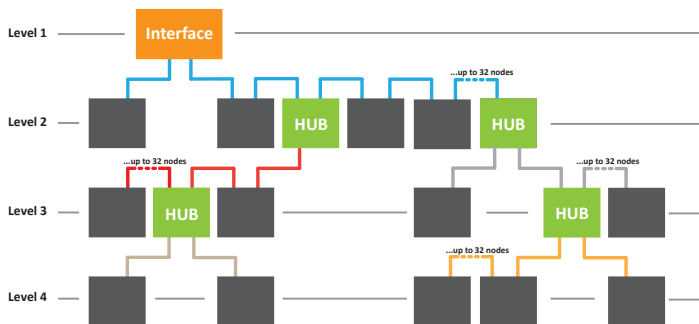 Level 1
Interface
...up to 32 nodes
Level 2
HUB
HUB
...up to 32 nodes
...up to 32 nodes
Level 3
HUB
HUB
...up to 32 nodes
Level 4